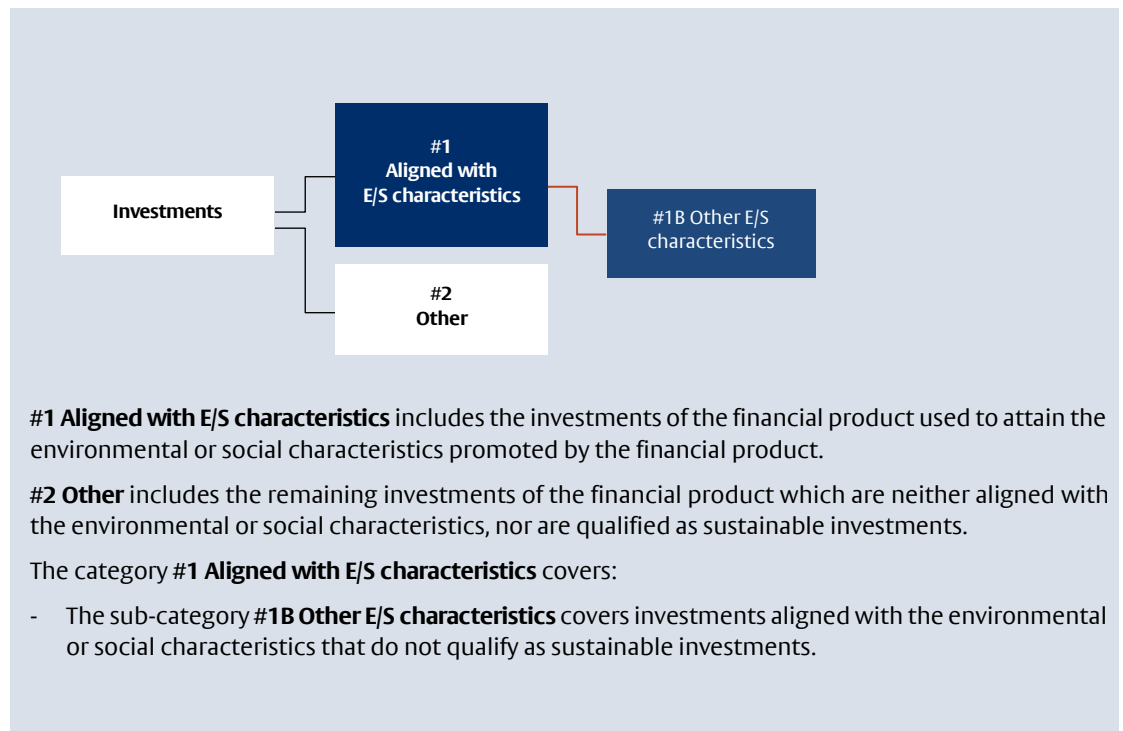 #1
Aligned with
E/S characteristics
Investments
#1B Other E/S
characteristics
#2
Other
#1 Aligned with E/S characteristics includes the investments of the financial product used to attain the
environmental or social characteristics promoted by the financial product.
#2 Other includes the remaining investments of the financial product which are neither aligned with
the environmental or social characteristics, nor are qualified as sustainable investments.
The category #1 Aligned with E/S characteristics covers:
- The sub-category #1B Other E/S characteristics covers investments aligned with the environmental
or social characteristics that do not qualify as sustainable investments.